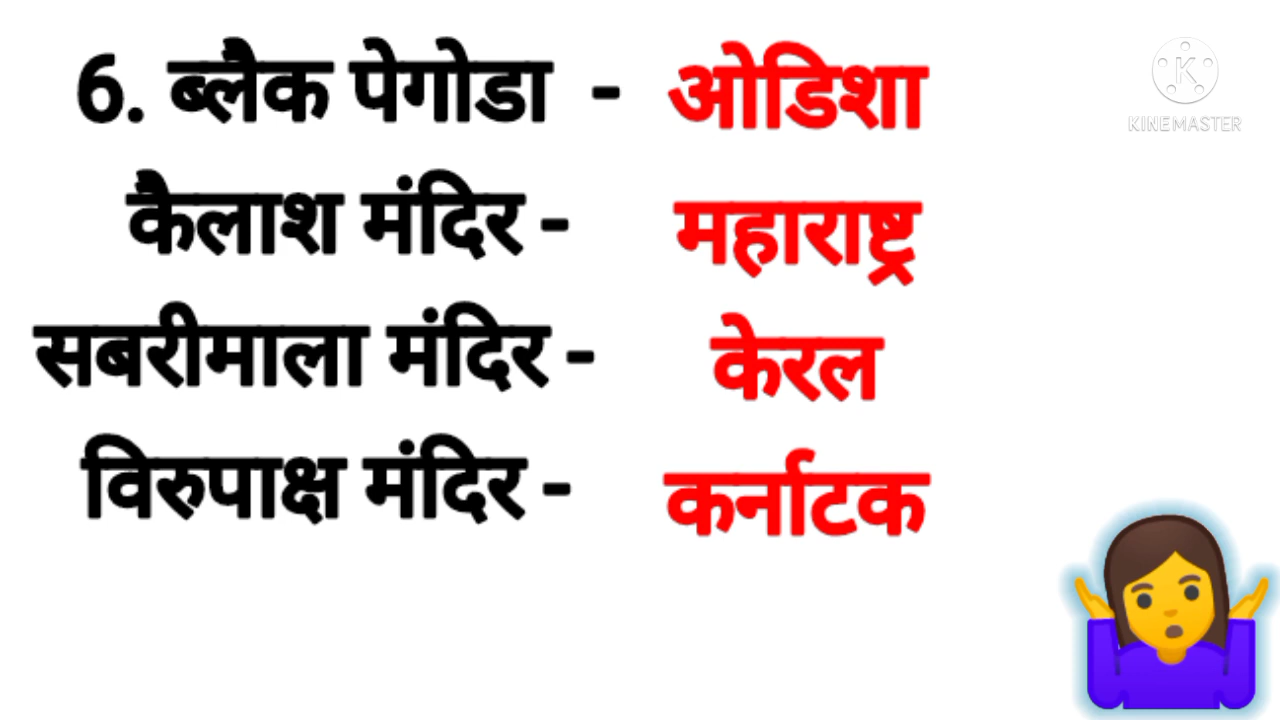 6. ब्लैक पेगोडा - ओडिशा
कैलाश मंदिर - महाराष्ट्र
सबरीमाला मंदिर - केरल
विरुपाक्ष मंदिर - कर्नाटक
K
KINEMASTER